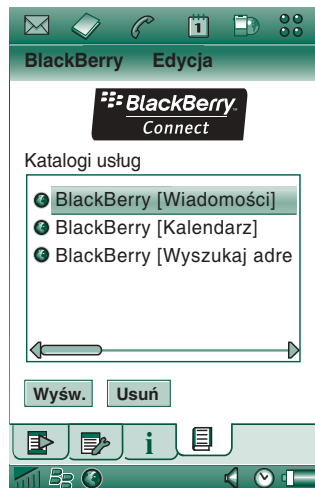 BlackBerry Edycja
BlackBerry
Connect
Katalogi usług
BlackBerry [Wiadomości]
BlackBerry [Kalendarz]
BlackBerry [Wyszukaj adre
Wyśw. Usuń